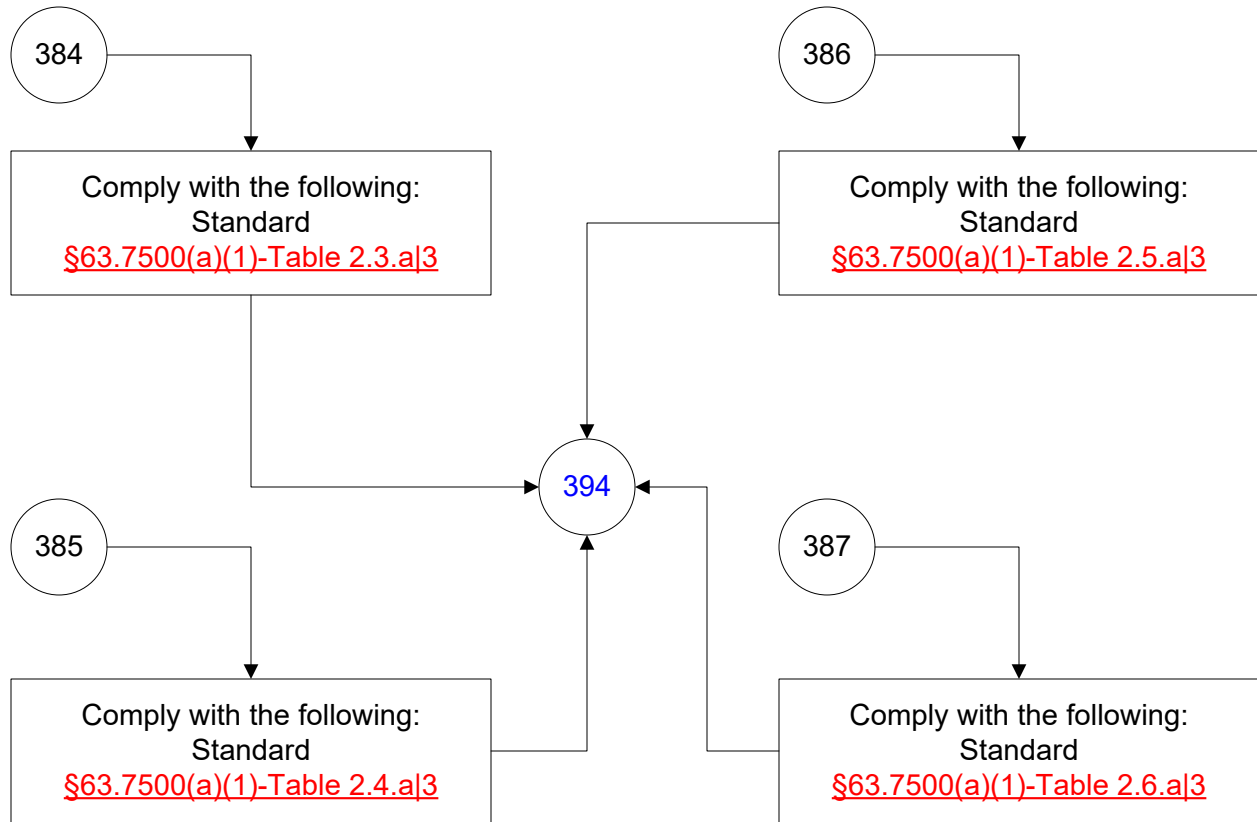 384
Comply with the following:
Standard
§63.7500(a)(1)-Table 2.3.a|3
386
Comply with the following:
Standard
§63.7500(a)(1)-Table 2.5.a|3
394
385
Comply with the following:
Standard
§63.7500(a)(1)-Table 2.4.a|3
387
Comply with the following:
Standard
§63.7500(a)(1)-Table 2.6.a|3